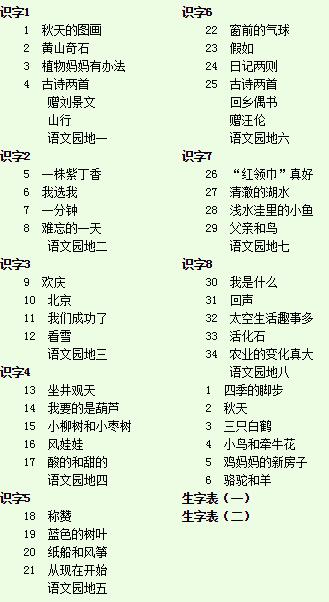 识字1
1 秋天的图画
2 黄山奇石
3 植物妈妈有办法
4 古诗两首
赠刘景文
山行
语文园地一
识字2
5 一株紫丁香
6 我选我
7 一分钟
8 难忘的一天
语文园地二
识字3
9 欢庆
10 北京
11 我们成功了
12 看雪
语文园地三
识字4
13 坐井观天
14 我要的是葫芦
15 小柳树和小枣树
16 风娃娃
17 酸的和甜的
语文园地四
识字5
18 称赞
19 蓝色的树叶
20 纸船和风筝
21 从现在开始
语文园地五
识字6
22 窗前的气球
23 假如
24 日记两则
25 古诗两首
回乡偶书
赠汪伦
语文园地六
识字7
26 “红领巾”真好
27 清澈的湖水
28 浅水洼里的小鱼
29 父亲和鸟
语文园地七
识字8
30 我是什么
31 回声
32 太空生活趣事多
33 活化石
34 农业的变化真大
语文园地八
1 四季的脚步
2 秋天
3 三只白鹤
4 小鸟和牵牛花
5 鸡妈妈的新房子
6 骆驼和羊
生字表（一）
生字表（二）